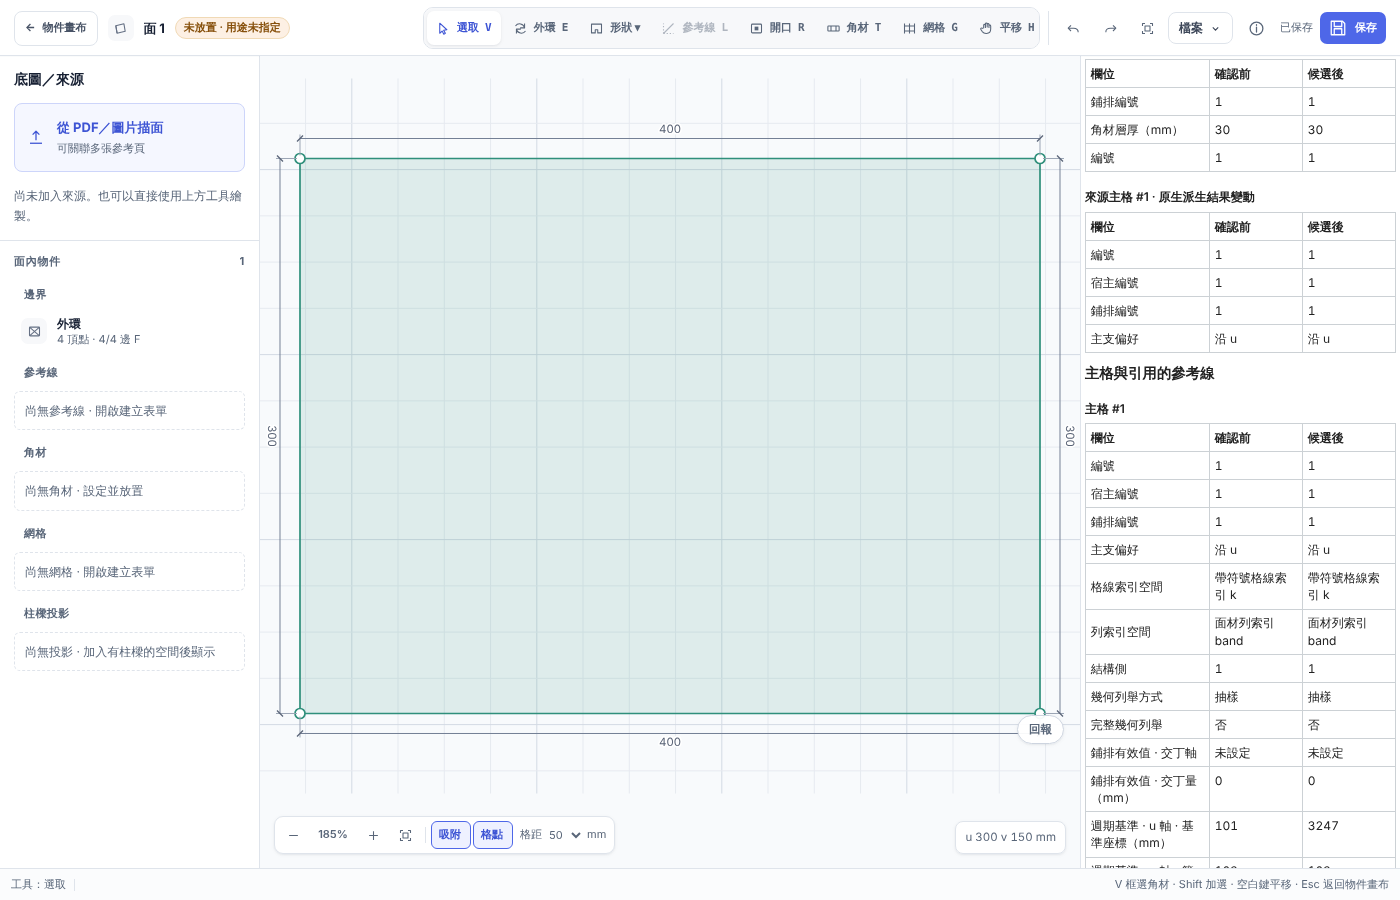 物件畫布
面 1
未放置 · 用途未指定
選取 V
外環 E
形狀▾
參考線 L
開口 R
角材 T
網格 G
平移 H
檔案
已保存
保存
底圖／來源
從 PDF／圖片描面
可關聯多張參考頁
尚未加入來源。也可以直接使用上方工具繪
製。
面內物件 1
邊界
外環
4 頂點 · 4/4 邊 F
參考線
尚無參考線 · 開啟建立表單
角材
尚無角材 · 設定並放置
網格
尚無網格 · 開啟建立表單
柱樑投影
尚無投影 · 加入有柱樑的空間後顯示
400
300
300
400
回報
185%
吸附
格點
格距 50 mm
u 300 v 150 mm
欄位 確認前 候選後
鋪排編號 1 1
角材層厚（mm） 30 30
編號 1 1
來源主格 #1 · 原生派生結果變動
欄位 確認前 候選後
編號 1 1
宿主編號 1 1
鋪排編號 1 1
主支偏好 沿 u 沿 u
主格與引用的參考線
主格 #1
欄位 確認前 候選後
編號 1 1
宿主編號 1 1
鋪排編號 1 1
主支偏好 沿 u 沿 u
格線索引空間 帶符號格線索引 k 帶符號格線索引 k
列索引空間 面材列索引 band 面材列索引 band
結構側 1 1
幾何列舉方式 抽樣 抽樣
完整幾何列舉 否 否
鋪排有效值 · 交丁軸 未設定 未設定
鋪排有效值 · 交丁量（mm） 0 0
週期基準 · u 軸 · 基準座標（mm） 101 3247
工具：選取
V 框選角材 · Shift 加選 · 空白鍵平移 · Esc 返回物件畫布